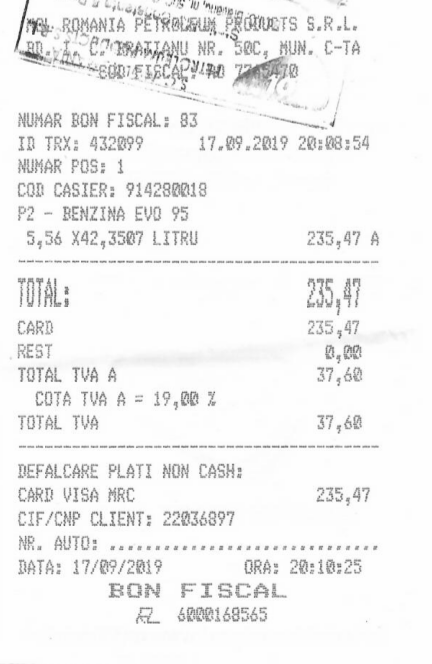 MOL ROMANIA PETROLEUM PRODUCTS S.R.L.
BD. I. C. BRATIANU NR. 50C, MUN. C-TA
COD FISCAL:
NUMAR BON FISCAL: 83
ID TRX: 432099 17.09.2019 20:08:54
NUMAR POS: 1
COD CASIER: 914280018
P2 - BENZINA EVO 95
5,56 X42,3507 LITRU 235,47 A
TOTAL: 235,47
CARD 235,47
REST 0,00
TOTAL TVA A 37,60
COTA TVA A = 19,00 %
TOTAL TVA 37,60
DEFALCARE PLATI NON CASH:
CARD VISA MRC 235,47
CIF/CNP CLIENT: 22036897
NR. AUTO: ..............................
DATA: 17/09/2019 ORA: 20:10:25
BON FISCAL
6000168565